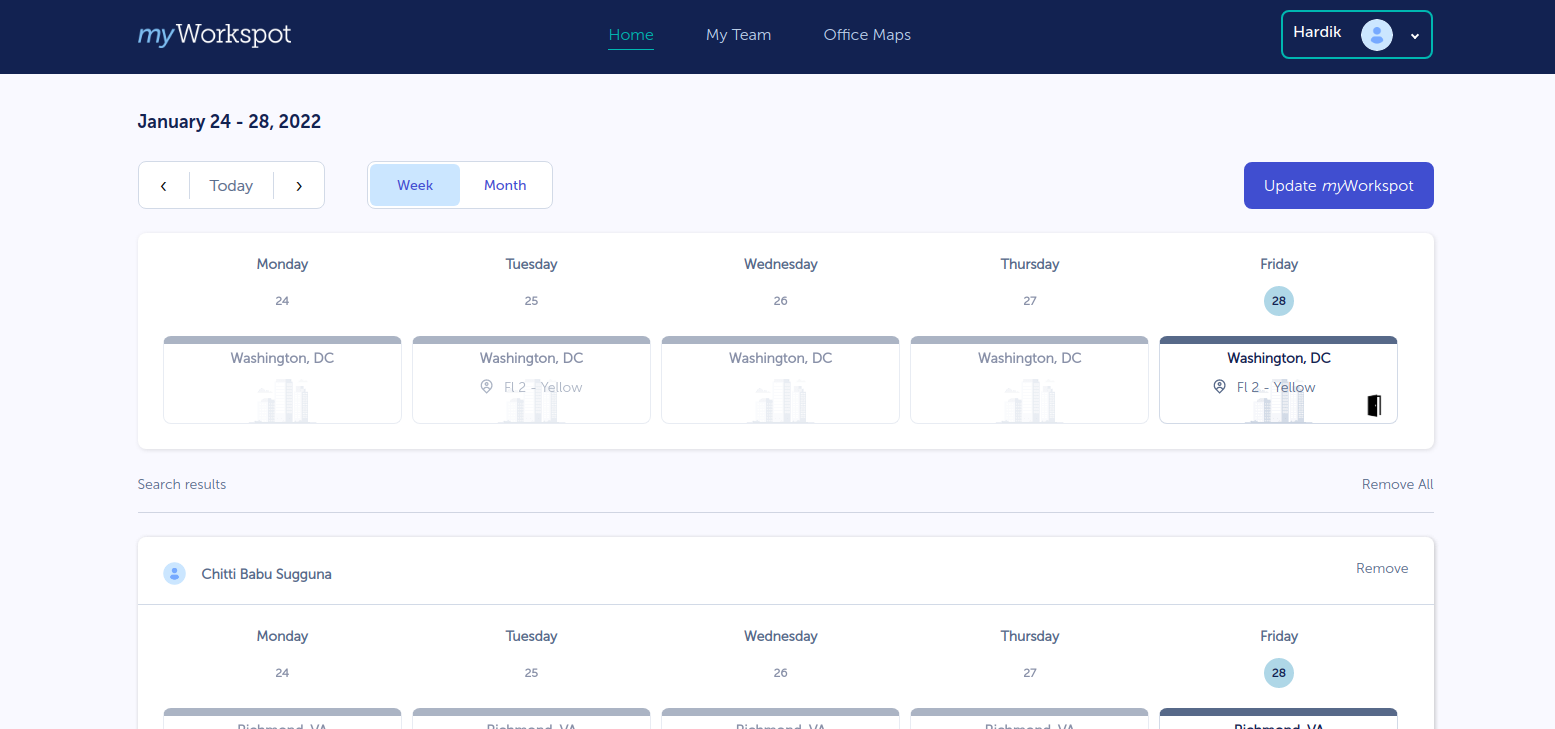 myWorkspot Home My Team Office Maps Hardik
January 24 - 28, 2022
Today Week Month Update myWorkspot
Monday Tuesday Wednesday Thursday Friday
24 25 26 27 28
Washington, DC Washington, DC Washington, DC Washington, DC Washington, DC
Fl 2 - Yellow Fl 2 - Yellow
Search results Remove All
Chitti Babu Sugguna Remove
Monday Tuesday Wednesday Thursday Friday
24 25 26 27 28
Richmond, VA Richmond, VA Richmond, VA Richmond, VA Richmond, VA